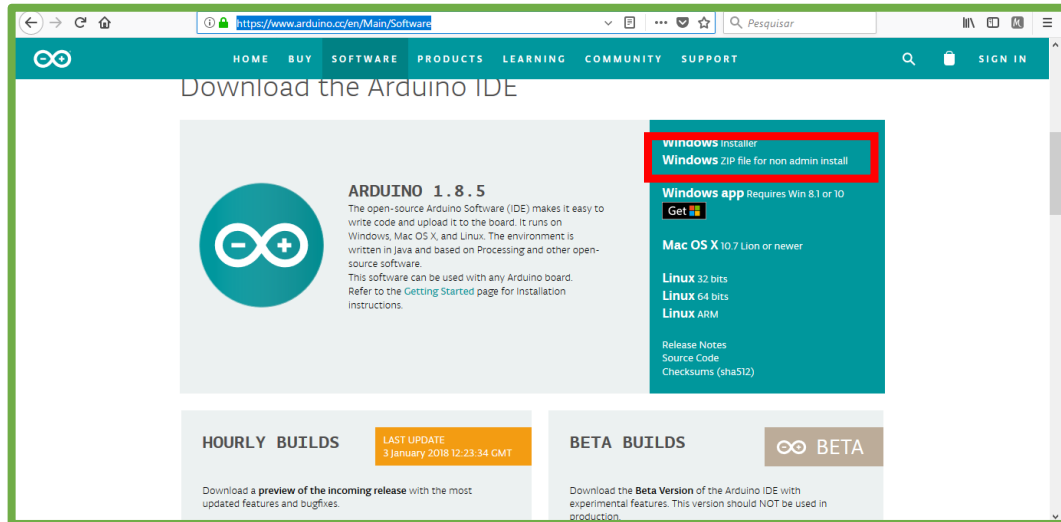 https://www.arduino.cc/en/Main/Software
Pesquisar
HOME BUY SOFTWARE PRODUCTS LEARNING COMMUNITY SUPPORT
SIGN IN
Download the Arduino IDE
ARDUINO 1.8.5
The open-source Arduino Software (IDE) makes it easy to
write code and upload it to the board. It runs on
Windows, Mac OS X, and Linux. The environment is
written in Java and based on Processing and other open-
source software.
This software can be used with any Arduino board.
Refer to the Getting Started page for Installation
instructions.
Windows Installer
Windows ZIP file for non admin install
Windows app Requires Win 8.1 or 10
Get
Mac OS X 10.7 Lion or newer
Linux 32 bits
Linux 64 bits
Linux ARM
Release Notes
Source Code
Checksums (sha512)
HOURLY BUILDS
LAST UPDATE
3 January 2018 12:23:34 GMT
Download a preview of the incoming release with the most
updated features and bugfixes.
BETA BUILDS
BETA
Download the Beta Version of the Arduino IDE with
experimental features. This version should NOT be used in
production.